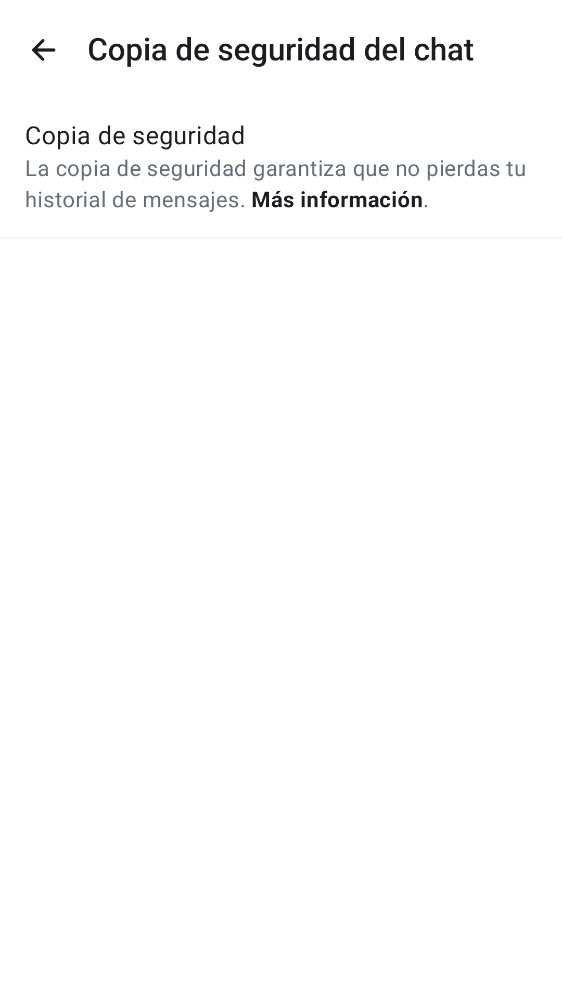 Copia de seguridad del chat
Copia de seguridad
La copia de seguridad garantiza que no pierdas tu
historial de mensajes. Más información.